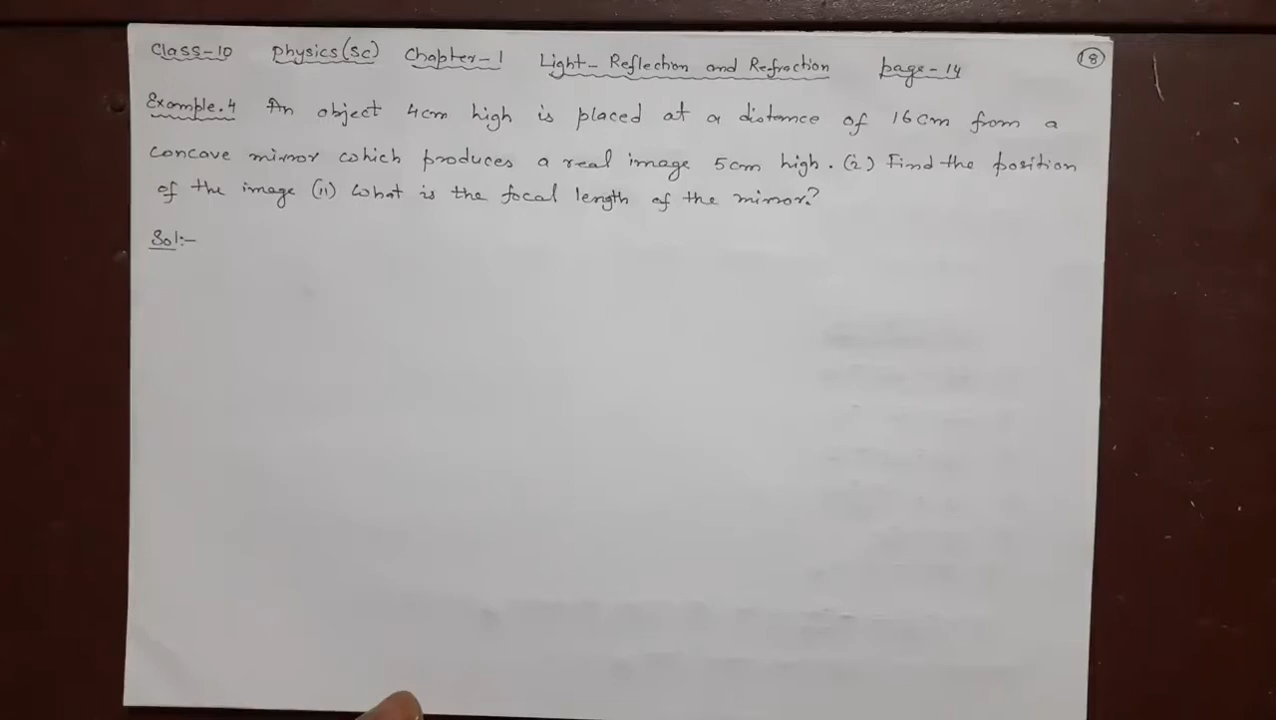 Class-10 Physics(Sc) Chapter-1 Light-Reflection and Refraction page-14 18
Example.4 An object 4cm high is placed at a distance of 16cm from a
Concave mirror which produces a real image 5cm high. (i) Find the position
of the image (ii) What is the focal length of the mirror?
Sol:-